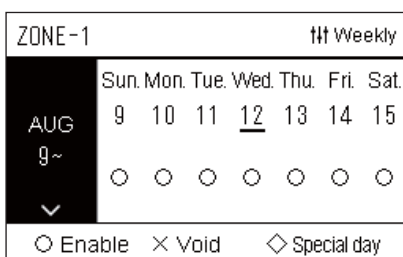 ZONE-1 Weekly
Sun. Mon. Tue. Wed. Thu. Fri. Sat.
AUG 9~
9 10 11 12 13 14 15
○ ○ ○ ○ ○ ○ ○
○ Enable × Void ◇ Special day